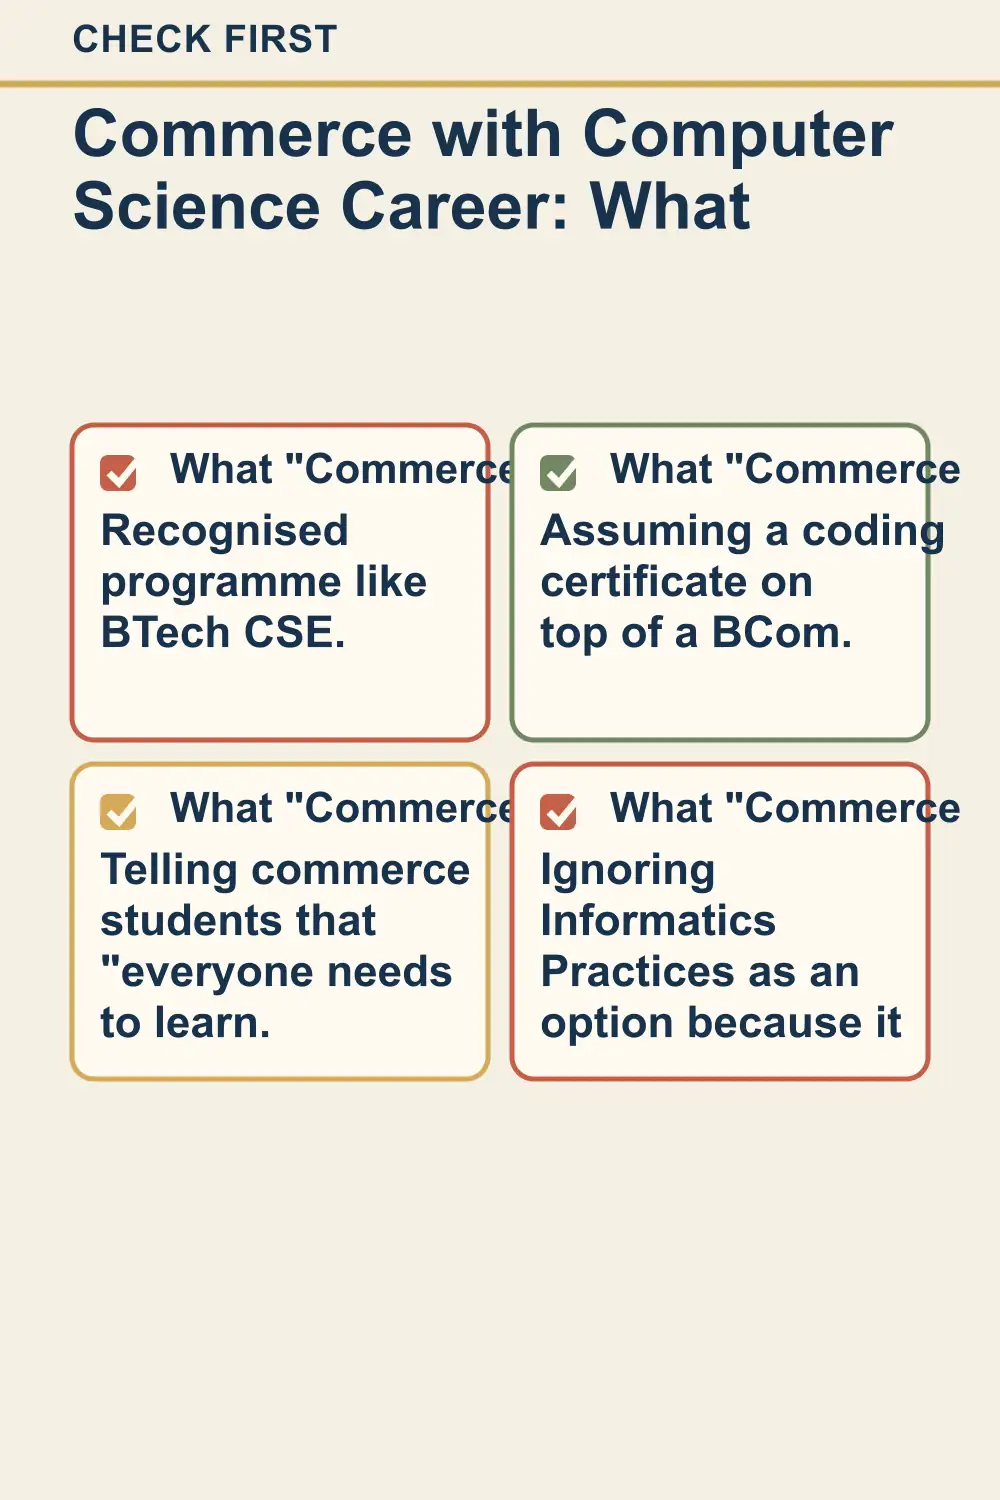 CHECK FIRST
Commerce with Computer
Science Career: What
What "Commerce
Recognised
programme like
BTech CSE.
What "Commerce
Assuming a coding
certificate on
top of a BCom.
What "Commerce
Telling commerce
students that
"everyone needs
to learn.
What "Commerce
Ignoring
Informatics
Practices as an
option because it